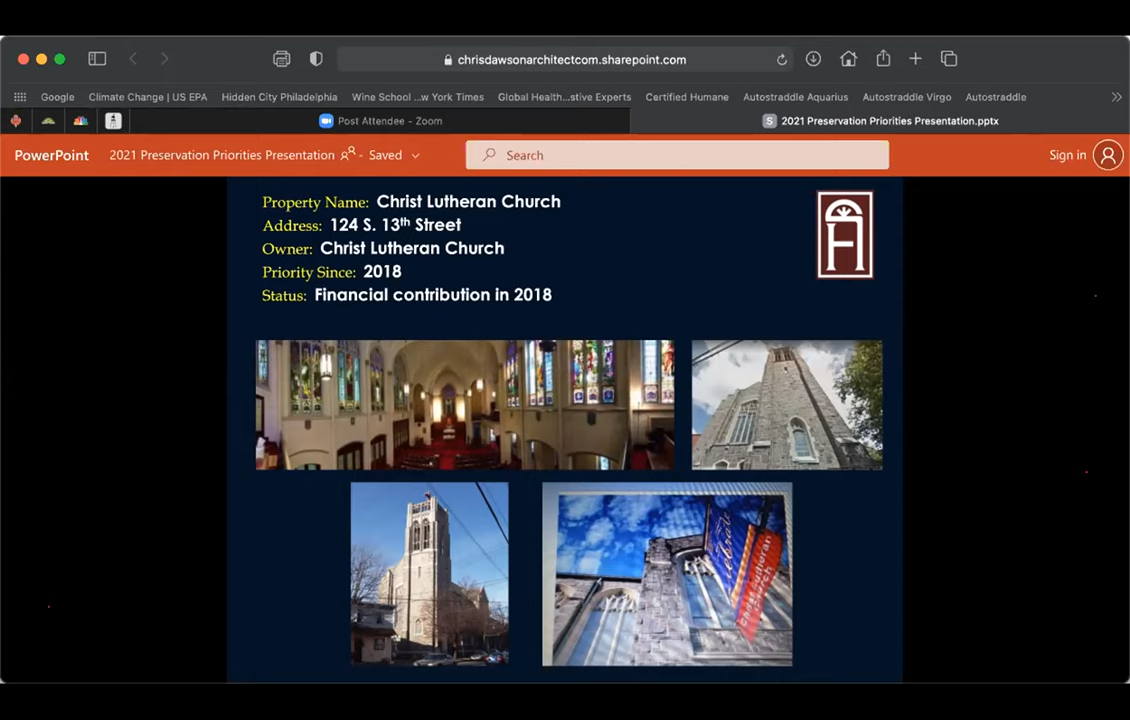 chrisdawsonarchitectcom.sharepoint.com
Google Climate Change | US EPA Hidden City Philadelphia Wine School ...w York Times Global Health...stive Experts Certified Humane Autostraddle Aquarius Autostraddle Virgo Autostraddle
Post Attendee - Zoom
S 2021 Preservation Priorities Presentation.pptx
PowerPoint 2021 Preservation Priorities Presentation - Saved Search Sign in
Property Name: Christ Lutheran Church
Address: 124 S. 13th Street
Owner: Christ Lutheran Church
Priority Since: 2018
Status: Financial contribution in 2018
H
Christ Lutheran
Church